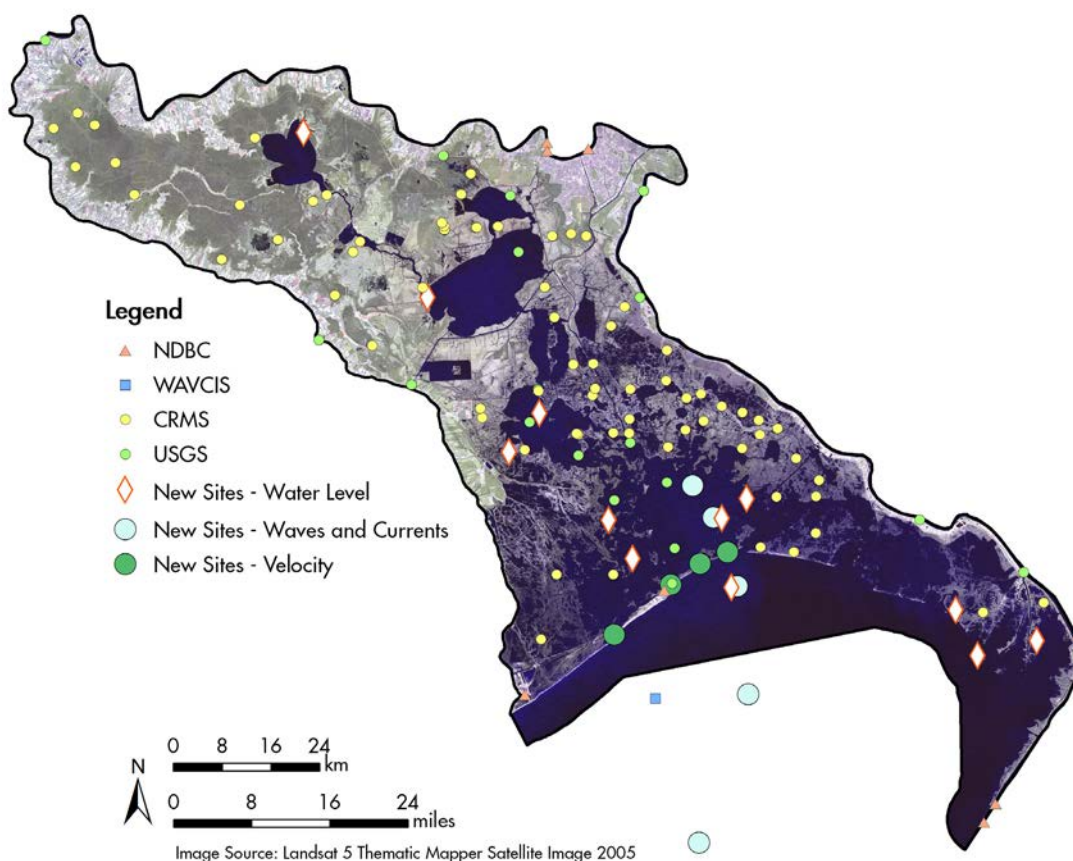 Legend
NDBC
WAVCIS
CRMS
USGS
New Sites - Water Level
New Sites - Waves and Currents
New Sites - Velocity
0 8 16 24
km
N
0 8 16 24
miles
Image Source: Landsat 5 Thematic Mapper Satellite Image 2005